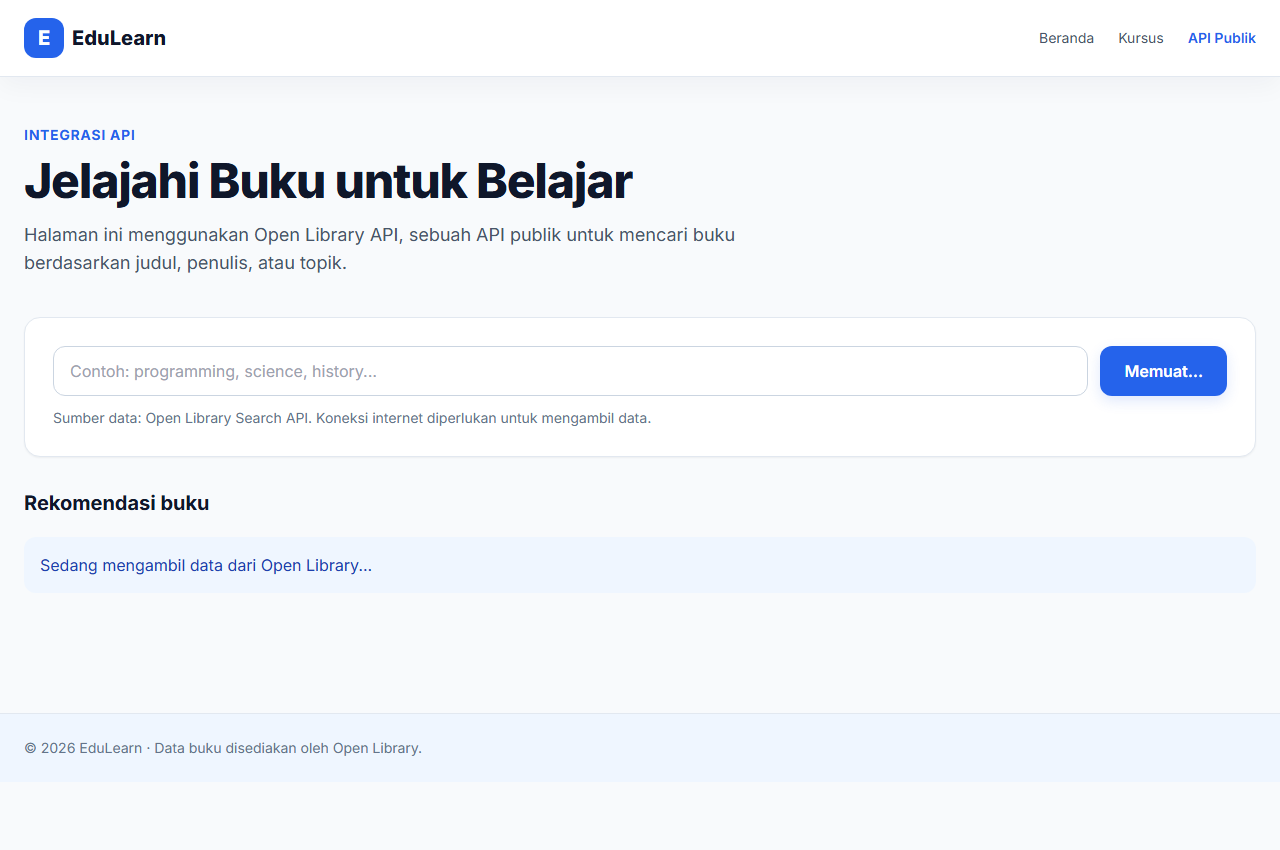 E EduLearn
Beranda Kursus API Publik
INTEGRASI API
Jelajahi Buku untuk Belajar
Halaman ini menggunakan Open Library API, sebuah API publik untuk mencari buku
berdasarkan judul, penulis, atau topik.
Contoh: programming, science, history...
Memuat...
Sumber data: Open Library Search API. Koneksi internet diperlukan untuk mengambil data.
Rekomendasi buku
Sedang mengambil data dari Open Library...
© 2026 EduLearn · Data buku disediakan oleh Open Library.